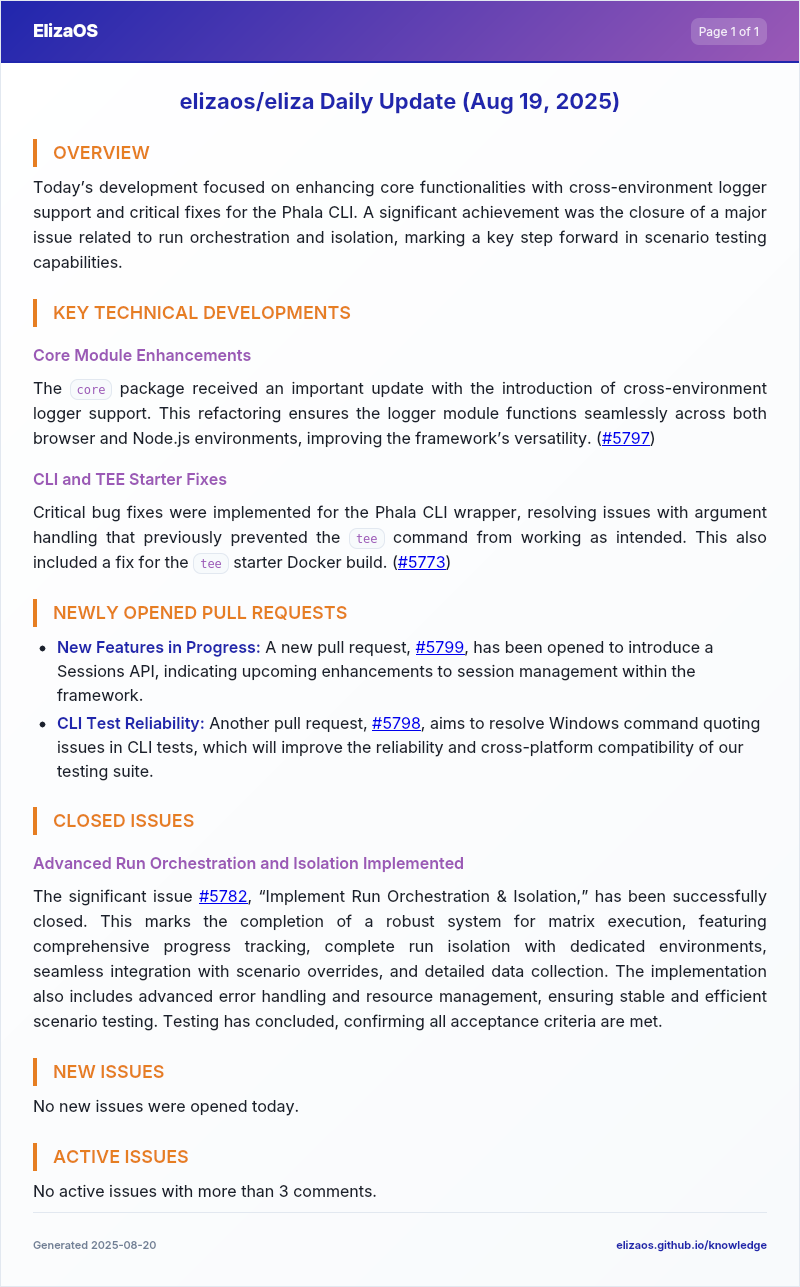 ElizaOS
Page 1 of 1
elizaos/eliza Daily Update (Aug 19, 2025)
OVERVIEW
Today’s development focused on enhancing core functionalities with cross-environment logger
support and critical fixes for the Phala CLI. A significant achievement was the closure of a major
issue related to run orchestration and isolation, marking a key step forward in scenario testing
capabilities.
KEY TECHNICAL DEVELOPMENTS
Core Module Enhancements
The core package received an important update with the introduction of cross-environment
logger support. This refactoring ensures the logger module functions seamlessly across both
browser and Node.js environments, improving the framework’s versatility. (#5797)
CLI and TEE Starter Fixes
Critical bug fixes were implemented for the Phala CLI wrapper, resolving issues with argument
handling that previously prevented the tee command from working as intended. This also
included a fix for the tee starter Docker build. (#5773)
NEWLY OPENED PULL REQUESTS
• New Features in Progress: A new pull request, #5799, has been opened to introduce a
Sessions API, indicating upcoming enhancements to session management within the
framework.
• CLI Test Reliability: Another pull request, #5798, aims to resolve Windows command quoting
issues in CLI tests, which will improve the reliability and cross-platform compatibility of our
testing suite.
CLOSED ISSUES
Advanced Run Orchestration and Isolation Implemented
The significant issue #5782, “Implement Run Orchestration & Isolation,” has been successfully
closed. This marks the completion of a robust system for matrix execution, featuring
comprehensive progress tracking, complete run isolation with dedicated environments,
seamless integration with scenario overrides, and detailed data collection. The implementation
also includes advanced error handling and resource management, ensuring stable and efficient
scenario testing. Testing has concluded, confirming all acceptance criteria are met.
NEW ISSUES
No new issues were opened today.
ACTIVE ISSUES
No active issues with more than 3 comments.
Generated 2025-08-20
elizaos.github.io/knowledge